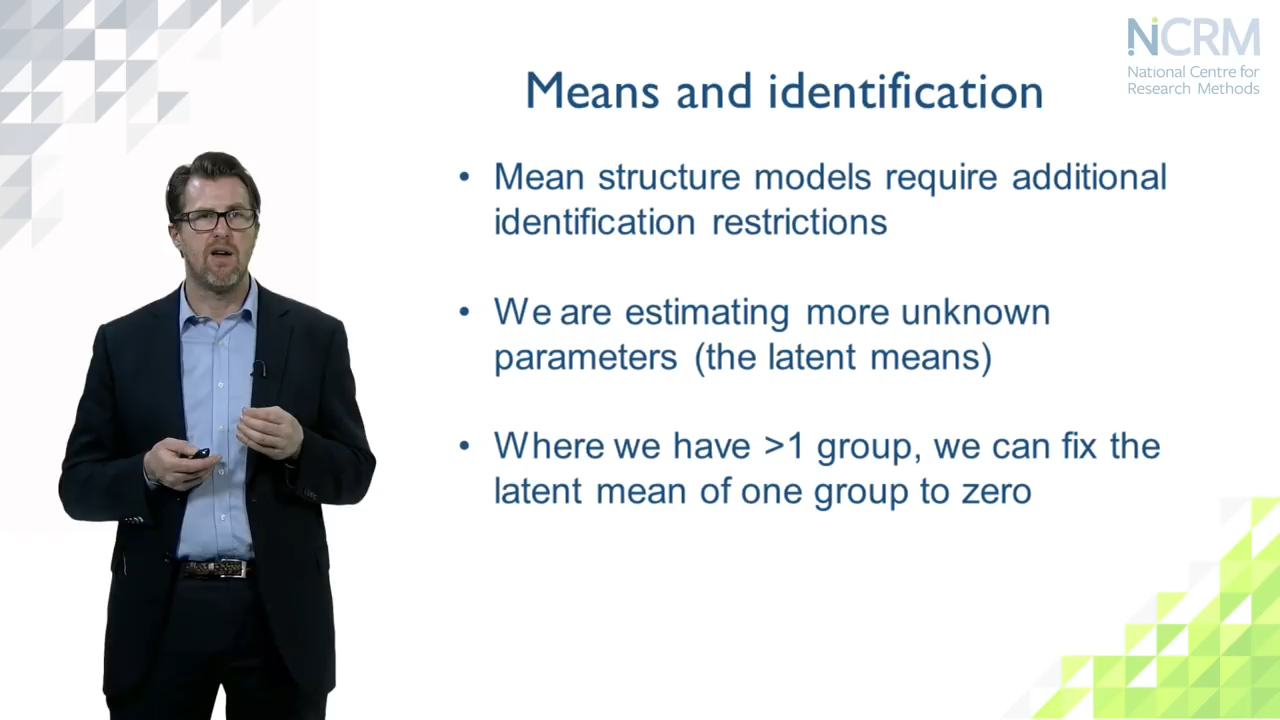 NCRM
National Centre for
Research Methods
Means and identification
• Mean structure models require additional
identification restrictions
• We are estimating more unknown
parameters (the latent means)
• Where we have >1 group, we can fix the
latent mean of one group to zero